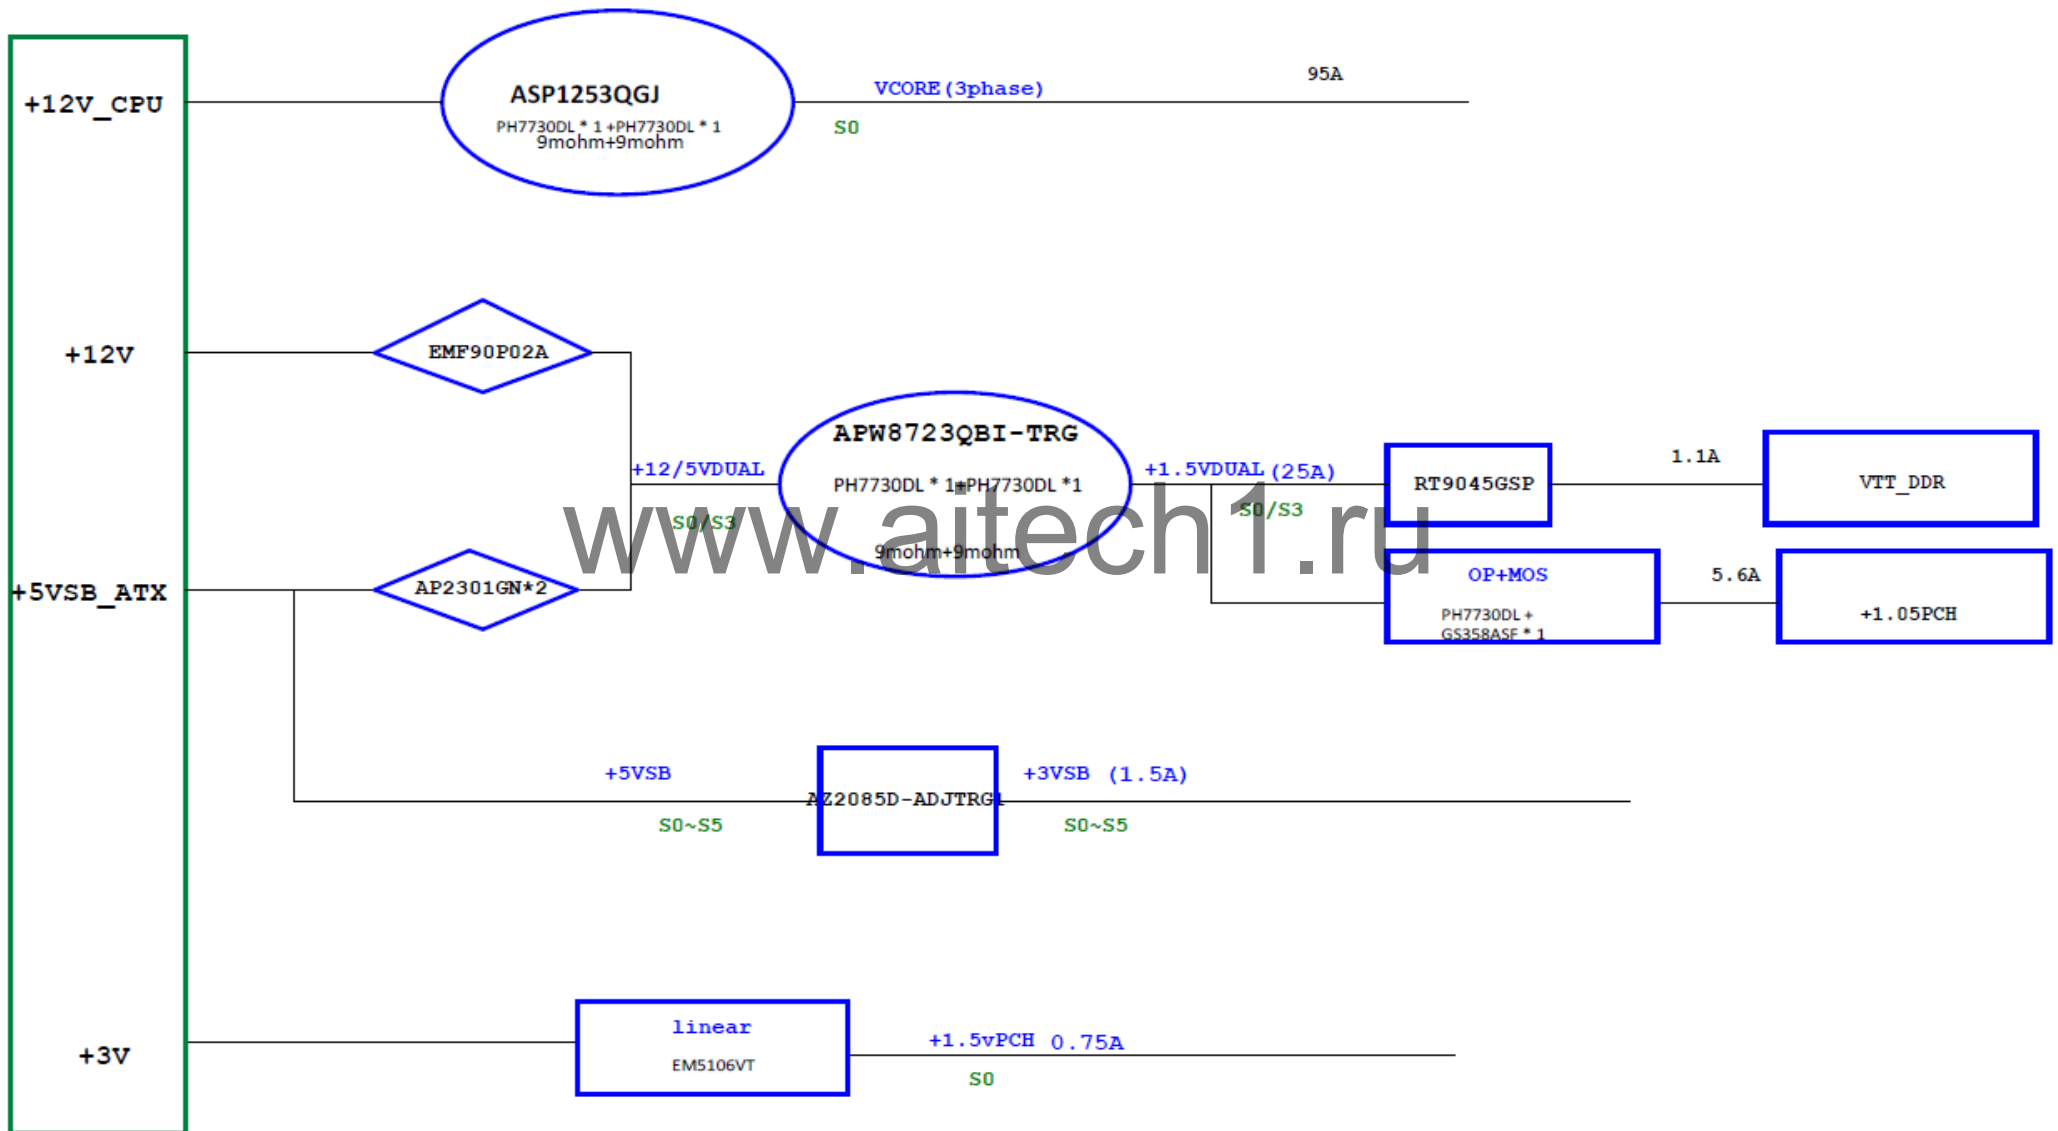 +12V_CPU
ASP1253QGJ
PH7730DL * 1 +PH7730DL * 1
9mohm+9mohm
VCORE(3phase)
95A
S0
+12V
EMF90P02A
+12/5VDUAL
S0/S3
APW8723QBI-TRG
PH7730DL * 1+PH7730DL *1
9mohm+9mohm
+1.5VDUAL (25A)
S0/S3
RT9045GSP
1.1A
VTT_DDR
www.aitech1.ru
+5VSB_ATX
AP2301GN*2
OP+MOS
PH7730DL +
GS358ASF * 1
5.6A
+1.05PCH
+5VSB
S0~S5
AZ2085D-ADJTRG1
+3VSB (1.5A)
S0~S5
+3V
linear
EM5106VT
+1.5vPCH 0.75A
S0